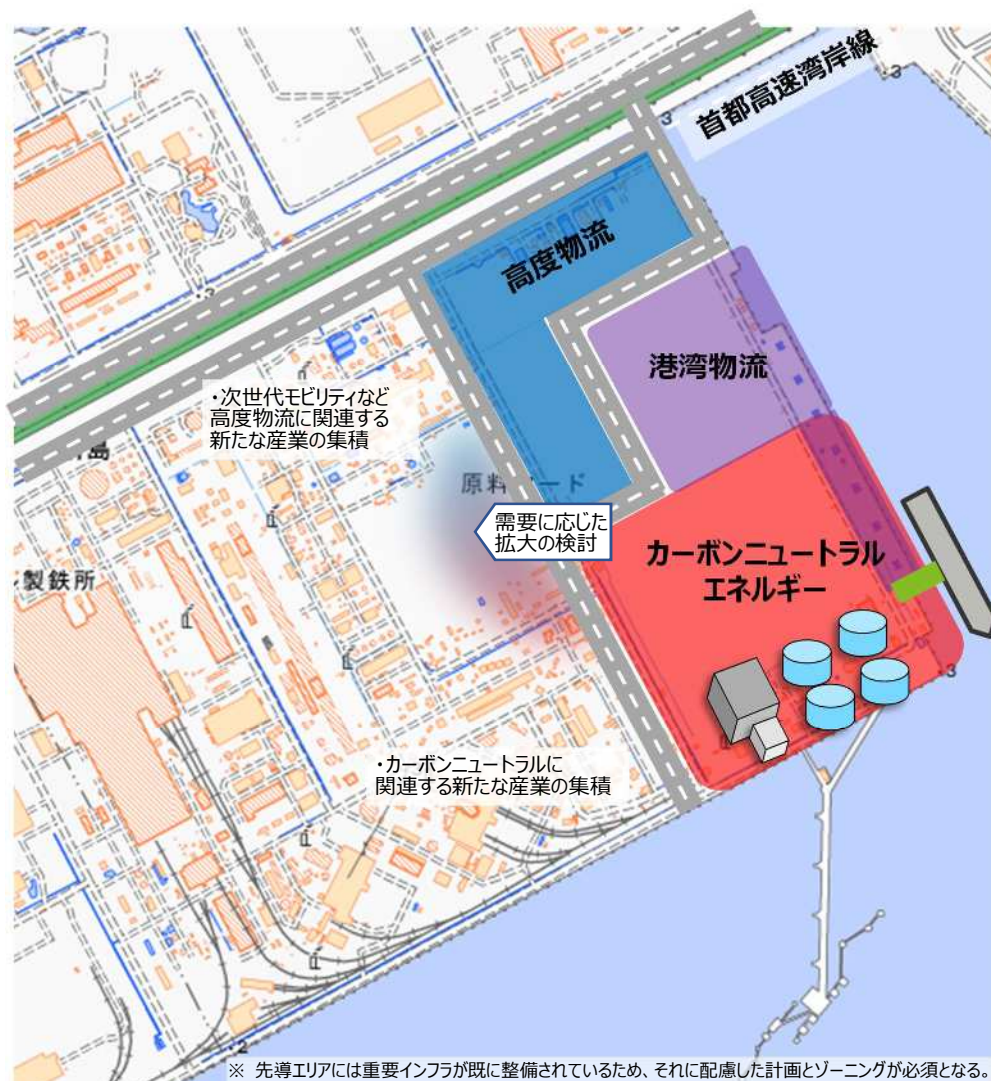 首都高速湾岸線
3
3
高度物流
港湾物流
・次世代モビリティなど
高度物流に関連する
新たな産業の集積
島
原料
ード
需要に応じた
拡大の検討
カーボンニュートラル
エネルギー
製鉄所
3
・カーボンニュートラルに
関連する新たな産業の集積
2
※ 先導エリアには重要インフラが既に整備されているため、それに配慮した計画とゾーニングが必須となる。